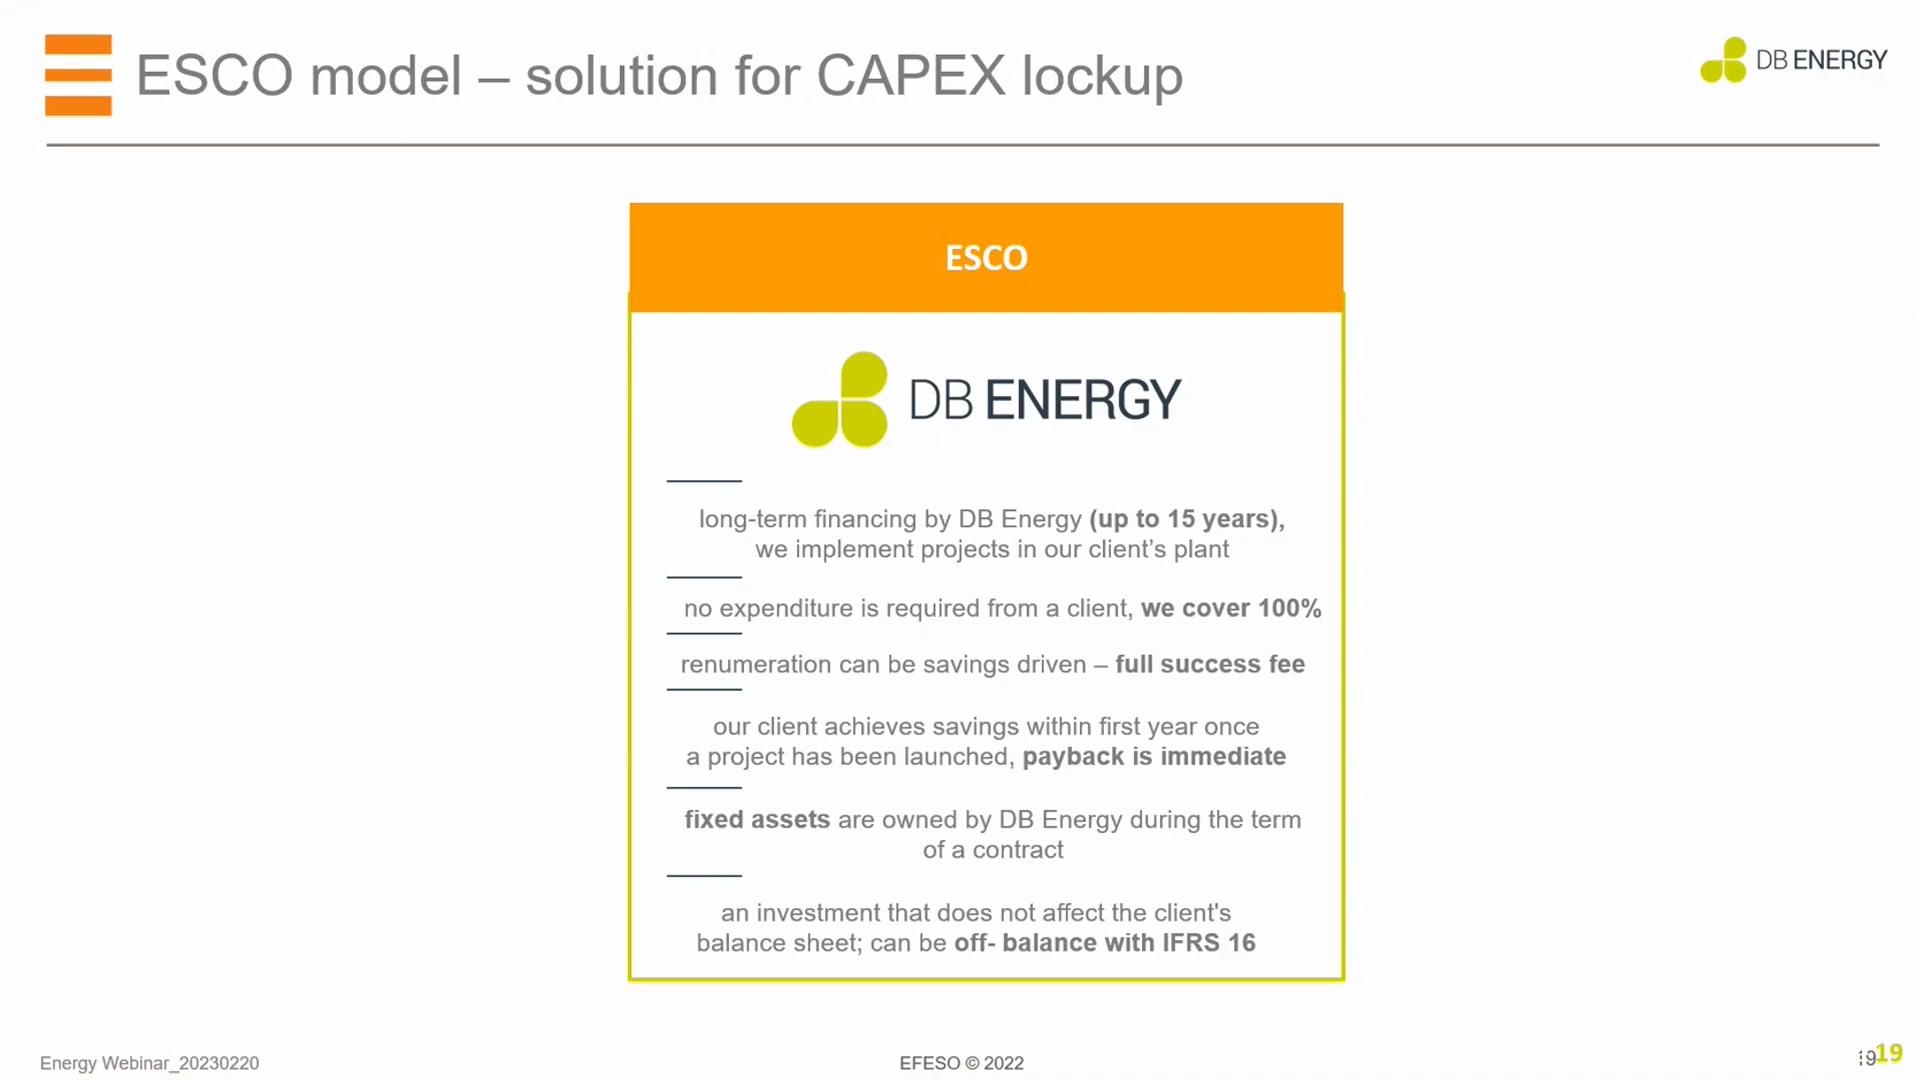 ESCO model – solution for CAPEX lockup
DB ENERGY
ESCO
DB ENERGY
long-term financing by DB Energy (up to 15 years),
we implement projects in our client’s plant
no expenditure is required from a client, we cover 100%
renumeration can be savings driven – full success fee
our client achieves savings within first year once
a project has been launched, payback is immediate
fixed assets are owned by DB Energy during the term
of a contract
an investment that does not affect the client's
balance sheet; can be off- balance with IFRS 16
Energy Webinar_20230220
EFESO © 2022
19
19